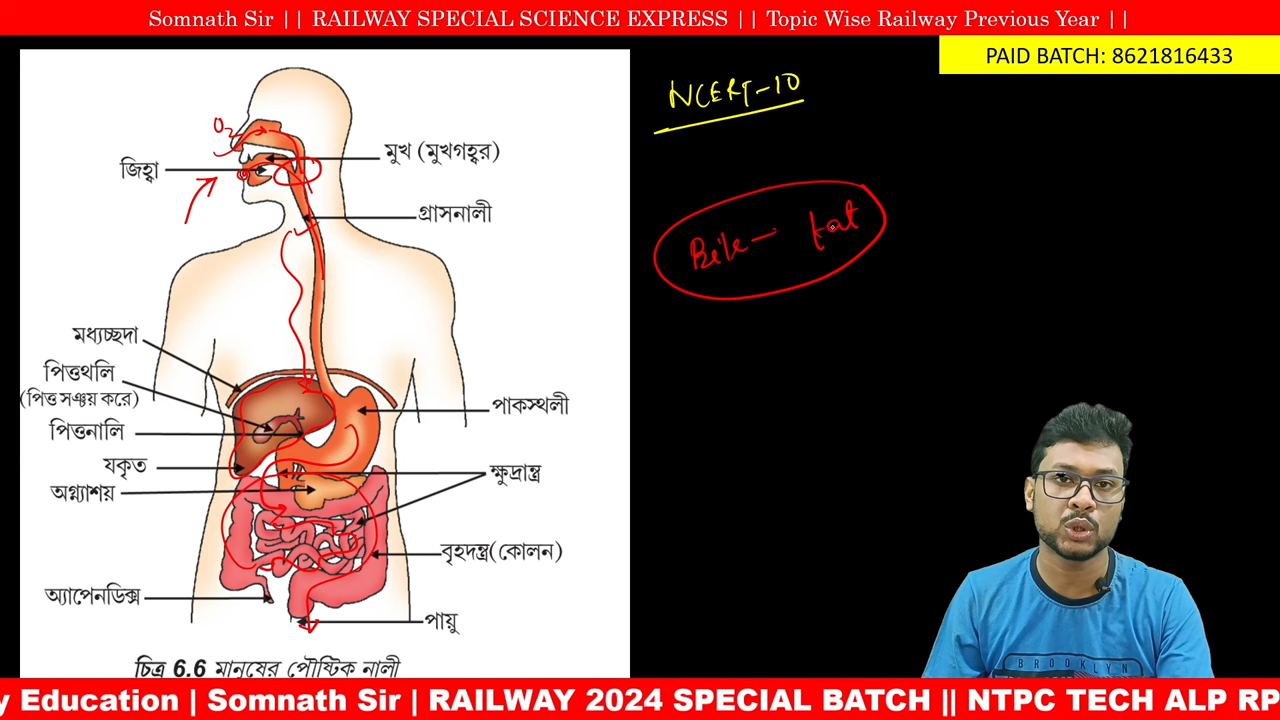 Somnath Sir || RAILWAY SPECIAL SCIENCE EXPRESS || Topic Wise Railway Previous Year ||
PAID BATCH: 8621816433
NCERT-10
O2
মুখ (মুখগহ্বর)
জিহ্বা
গ্রাসনালী
Bile — fat
মধ্যচ্ছদা
পিত্তথলি
(পিত্ত সঞ্চয় করে)
পাকস্থলী
পিত্তনালি
যকৃত
ক্ষুদ্রান্ত্র
অগ্ন্যাশয়
বৃহদন্ত্র(কোলন)
অ্যাপেনডিক্স
পায়ু
চিত্র 6.6 মানুষের পৌষ্টিক নালী
BROOKLYN
y Education | Somnath Sir | RAILWAY 2024 SPECIAL BATCH || NTPC TECH ALP RP